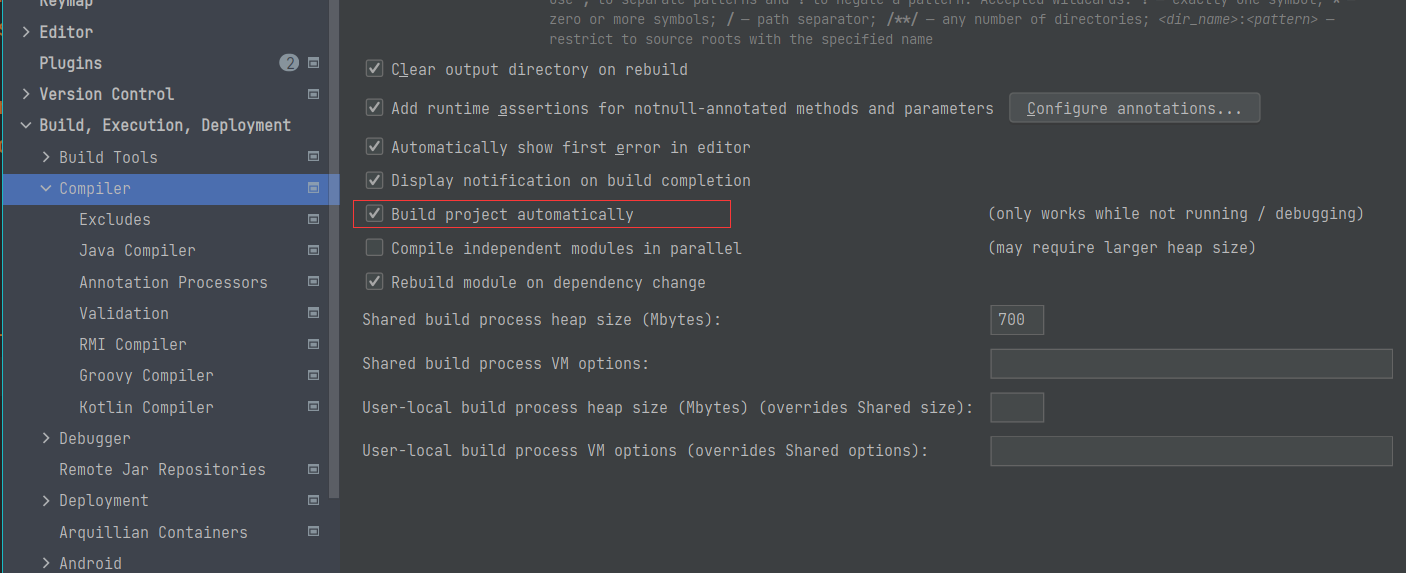 Keymap
Editor
Plugins 2
Version Control
Build, Execution, Deployment
Build Tools
Compiler
Excludes
Java Compiler
Annotation Processors
Validation
RMI Compiler
Groovy Compiler
Kotlin Compiler
Debugger
Remote Jar Repositories
Deployment
Arquillian Containers
Android
zero or more symbols; / — path separator; /**/ — any number of directories; <dir_name>:<pattern> —
restrict to source roots with the specified name
Clear output directory on rebuild
Add runtime assertions for notnull-annotated methods and parameters Configure annotations...
Automatically show first error in editor
Display notification on build completion
Build project automatically (only works while not running / debugging)
Compile independent modules in parallel (may require larger heap size)
Rebuild module on dependency change
Shared build process heap size (Mbytes): 700
Shared build process VM options:
User-local build process heap size (Mbytes) (overrides Shared size):
User-local build process VM options (overrides Shared options):